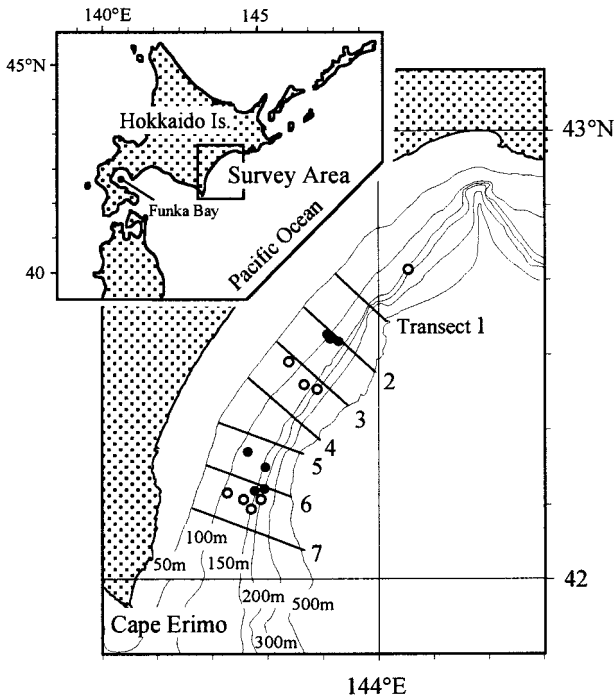 140°E
145
45°N
Hokkaido Is.
43°N
Survey Area
Funka Bay
Pacific Ocean
40
Transect 1
2
3
4
5
6
7
100m
50m
150m
200m
500m
300m
42
Cape Erimo
144°E